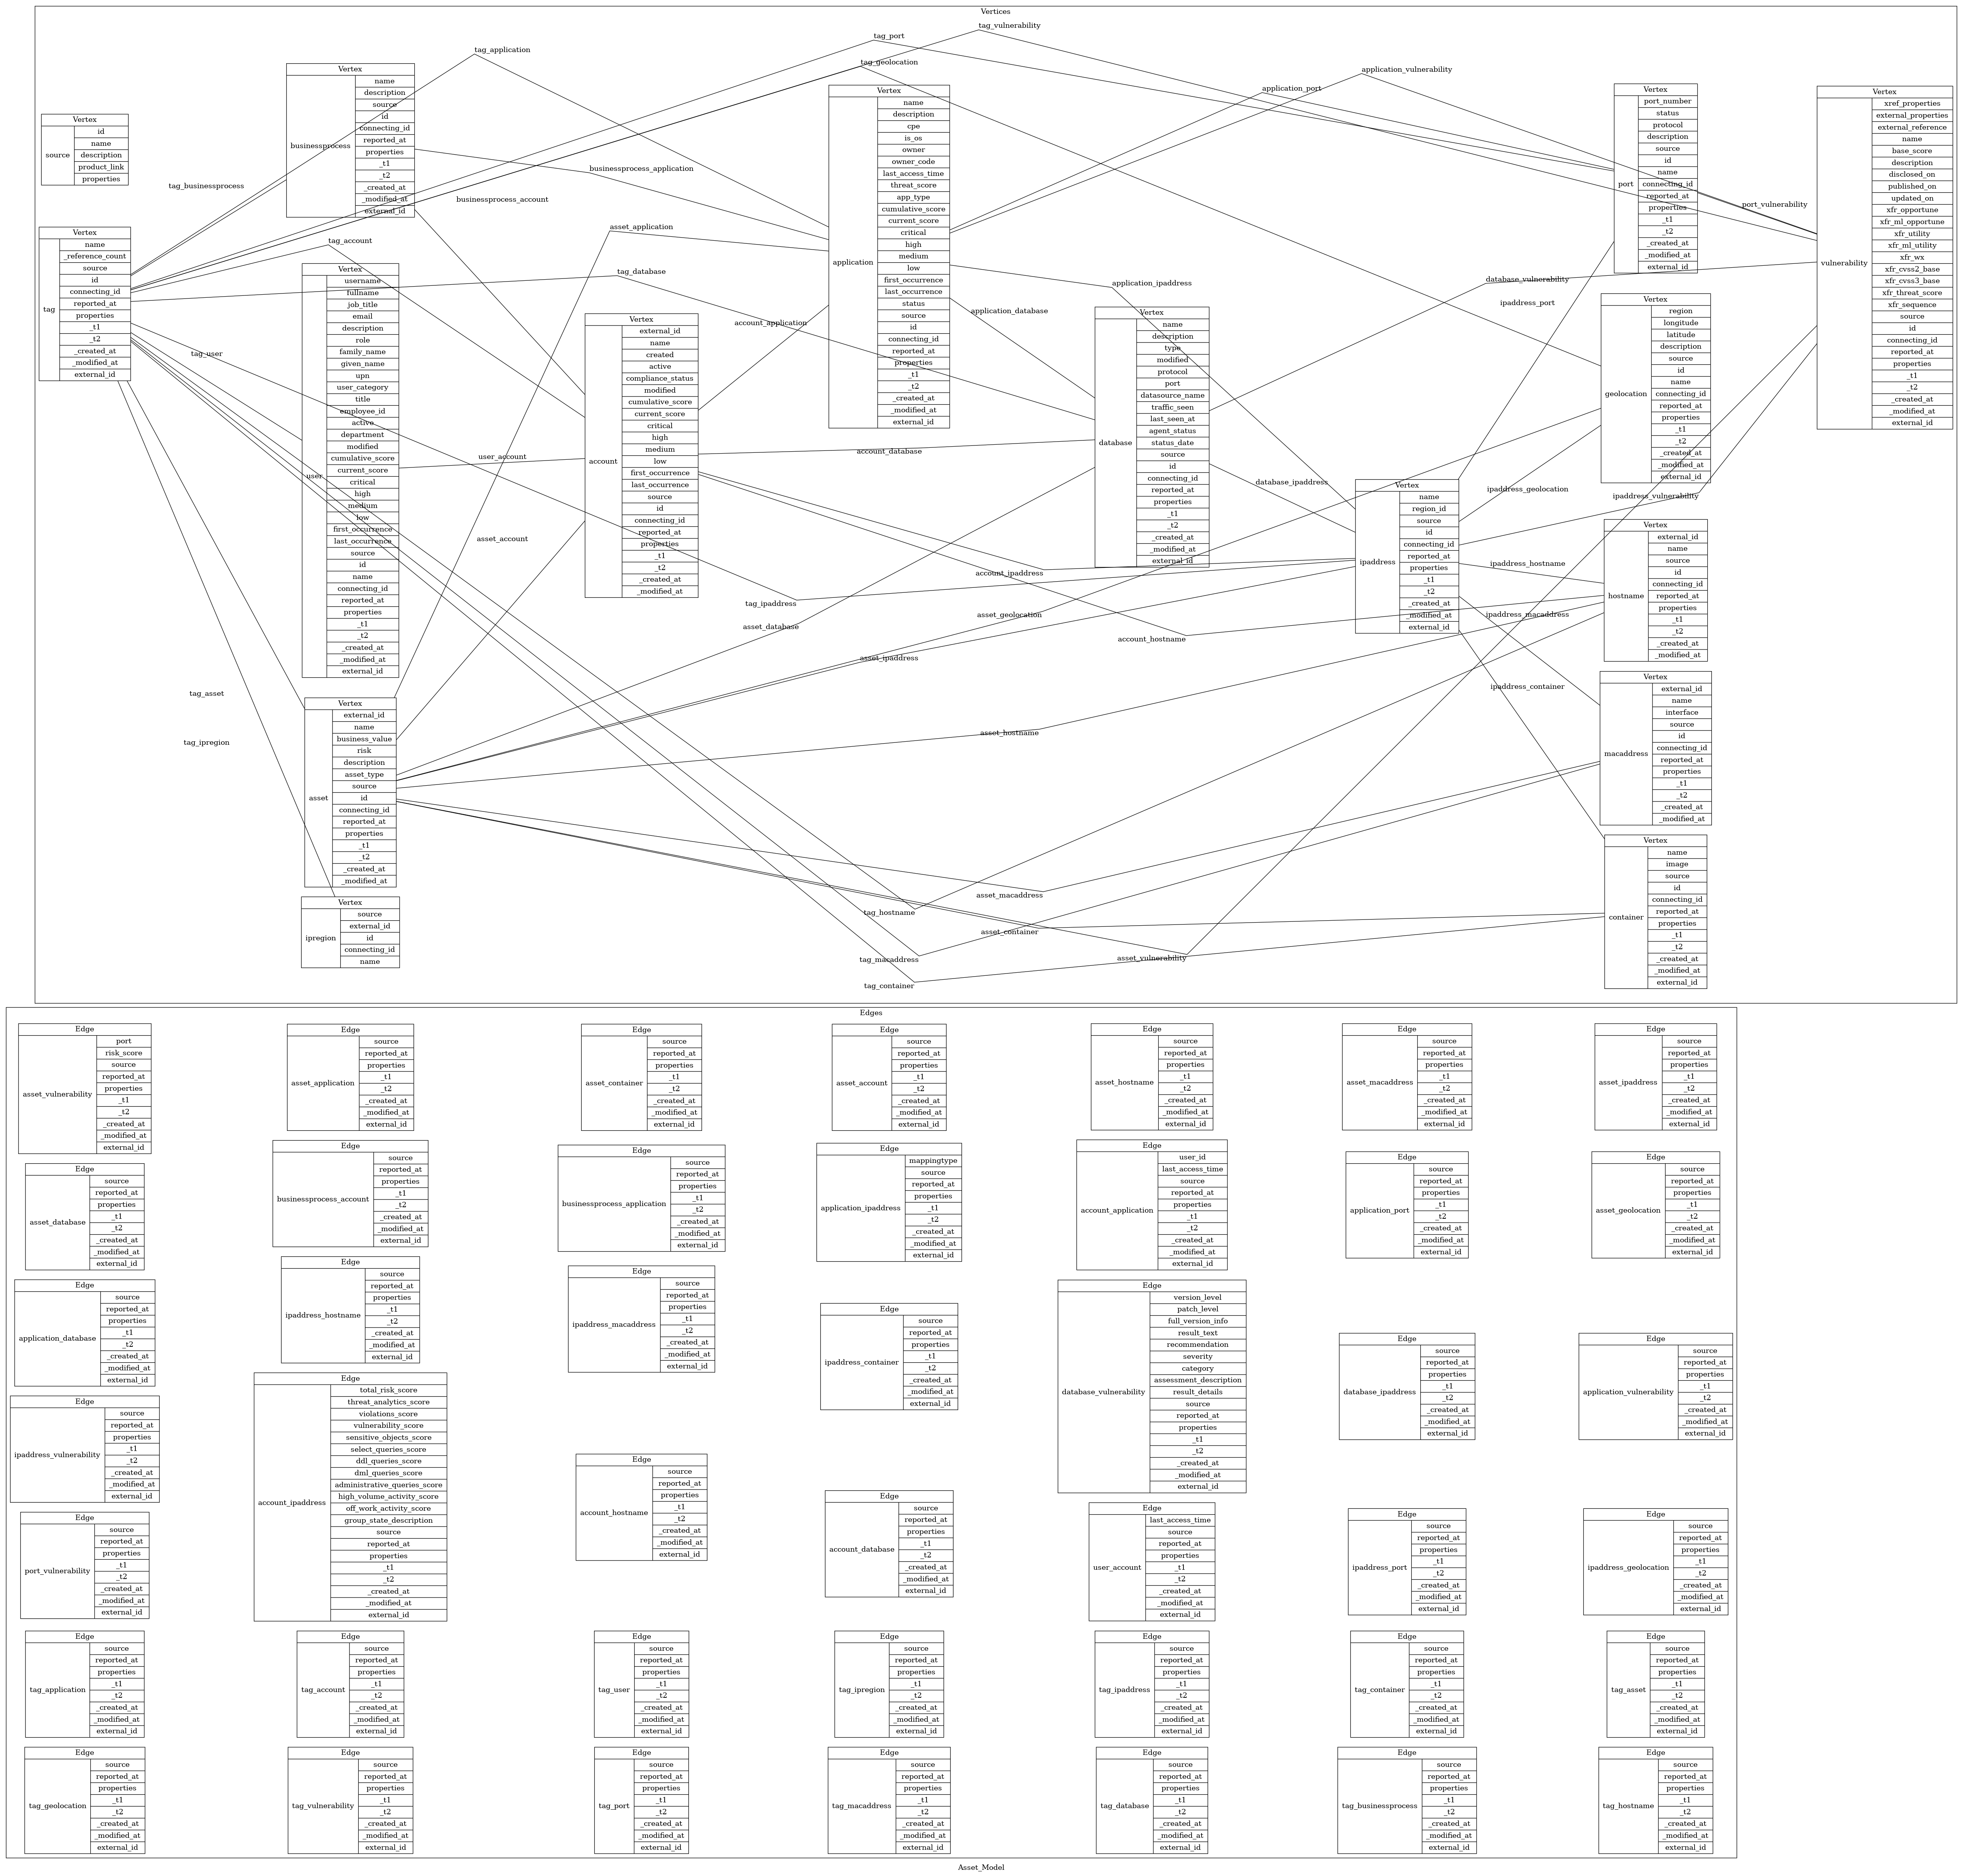 Vertices
Vertex
source
id
name
description
product_link
properties
Vertex
tag
name
_reference_count
source
id
connecting_id
reported_at
properties
_t1
_t2
_created_at
_modified_at
external_id
Vertex
businessprocess
name
description
source
id
connecting_id
reported_at
properties
_t1
_t2
_created_at
_modified_at
external_id
Vertex
user
username
fullname
job_title
email
description
role
family_name
given_name
upn
user_category
title
employee_id
active
department
modified
cumulative_score
current_score
critical
high
medium
low
first_occurrence
last_occurrence
source
id
name
connecting_id
reported_at
properties
_t1
_t2
_created_at
_modified_at
external_id
Vertex
asset
external_id
name
business_value
risk
description
asset_type
source
id
connecting_id
reported_at
properties
_t1
_t2
_created_at
_modified_at
Vertex
ipregion
source
external_id
id
connecting_id
name
Vertex
account
external_id
name
created
active
compliance_status
modified
cumulative_score
current_score
critical
high
medium
low
first_occurrence
last_occurrence
source
id
connecting_id
reported_at
properties
_t1
_t2
_created_at
_modified_at
Vertex
application
name
description
cpe
is_os
owner
owner_code
last_access_time
threat_score
app_type
cumulative_score
current_score
critical
high
medium
low
first_occurrence
last_occurrence
status
source
id
connecting_id
reported_at
properties
_t1
_t2
_created_at
_modified_at
external_id
Vertex
database
name
description
type
modified
protocol
port
datasource_name
traffic_seen
last_seen_at
agent_status
status_date
source
id
connecting_id
reported_at
properties
_t1
_t2
_created_at
_modified_at
external_id
Vertex
ipaddress
name
region_id
source
id
connecting_id
reported_at
properties
_t1
_t2
_created_at
_modified_at
external_id
Vertex
port
port_number
status
protocol
description
source
id
name
connecting_id
reported_at
properties
_t1
_t2
_created_at
_modified_at
external_id
Vertex
geolocation
region
longitude
latitude
description
source
id
name
connecting_id
reported_at
properties
_t1
_t2
_created_at
_modified_at
external_id
Vertex
hostname
external_id
name
source
id
connecting_id
reported_at
properties
_t1
_t2
_created_at
_modified_at
Vertex
macaddress
external_id
name
interface
source
id
connecting_id
reported_at
properties
_t1
_t2
_created_at
_modified_at
Vertex
container
name
image
source
id
connecting_id
reported_at
properties
_t1
_t2
_created_at
_modified_at
external_id
Vertex
vulnerability
xref_properties
external_properties
external_reference
name
base_score
description
disclosed_on
published_on
updated_on
xfr_opportune
xfr_ml_opportune
xfr_utility
xfr_ml_utility
xfr_wx
xfr_cvss2_base
xfr_cvss3_base
xfr_threat_score
xfr_sequence
source
id
connecting_id
reported_at
properties
_t1
_t2
_created_at
_modified_at
external_id
tag_vulnerability
tag_port
tag_application
tag_geolocation
application_vulnerability
application_port
businessprocess_application
tag_businessprocess
businessprocess_account
port_vulnerability
asset_application
tag_account
tag_database
database_vulnerability
application_ipaddress
ipaddress_port
application_database
account_application
tag_user
user_account
account_database
database_ipaddress
ipaddress_geolocation
ipaddress_vulnerability
asset_account
ipaddress_hostname
account_ipaddress
tag_ipaddress
asset_geolocation
ipaddress_macaddress
asset_database
account_hostname
asset_ipaddress
ipaddress_container
tag_asset
asset_hostname
tag_ipregion
asset_macaddress
tag_hostname
asset_container
asset_vulnerability
tag_macaddress
tag_container
Edges
Edge
asset_vulnerability
port
risk_score
source
reported_at
properties
_t1
_t2
_created_at
_modified_at
external_id
Edge
asset_application
source
reported_at
properties
_t1
_t2
_created_at
_modified_at
external_id
Edge
asset_container
source
reported_at
properties
_t1
_t2
_created_at
_modified_at
external_id
Edge
asset_account
source
reported_at
properties
_t1
_t2
_created_at
_modified_at
external_id
Edge
asset_hostname
source
reported_at
properties
_t1
_t2
_created_at
_modified_at
external_id
Edge
asset_macaddress
source
reported_at
properties
_t1
_t2
_created_at
_modified_at
external_id
Edge
asset_ipaddress
source
reported_at
properties
_t1
_t2
_created_at
_modified_at
external_id
Edge
asset_database
source
reported_at
properties
_t1
_t2
_created_at
_modified_at
external_id
Edge
businessprocess_account
source
reported_at
properties
_t1
_t2
_created_at
_modified_at
external_id
Edge
businessprocess_application
source
reported_at
properties
_t1
_t2
_created_at
_modified_at
external_id
Edge
application_ipaddress
mappingtype
source
reported_at
properties
_t1
_t2
_created_at
_modified_at
external_id
Edge
account_application
user_id
last_access_time
source
reported_at
properties
_t1
_t2
_created_at
_modified_at
external_id
Edge
application_port
source
reported_at
properties
_t1
_t2
_created_at
_modified_at
external_id
Edge
asset_geolocation
source
reported_at
properties
_t1
_t2
_created_at
_modified_at
external_id
Edge
application_database
source
reported_at
properties
_t1
_t2
_created_at
_modified_at
external_id
Edge
ipaddress_hostname
source
reported_at
properties
_t1
_t2
_created_at
_modified_at
external_id
Edge
ipaddress_macaddress
source
reported_at
properties
_t1
_t2
_created_at
_modified_at
external_id
Edge
ipaddress_container
source
reported_at
properties
_t1
_t2
_created_at
_modified_at
external_id
Edge
database_vulnerability
version_level
patch_level
full_version_info
result_text
recommendation
severity
category
assessment_description
result_details
source
reported_at
properties
_t1
_t2
_created_at
_modified_at
external_id
Edge
database_ipaddress
source
reported_at
properties
_t1
_t2
_created_at
_modified_at
external_id
Edge
application_vulnerability
source
reported_at
properties
_t1
_t2
_created_at
_modified_at
external_id
Edge
ipaddress_vulnerability
source
reported_at
properties
_t1
_t2
_created_at
_modified_at
external_id
Edge
account_ipaddress
total_risk_score
threat_analytics_score
violations_score
vulnerability_score
sensitive_objects_score
select_queries_score
ddl_queries_score
dml_queries_score
administrative_queries_score
high_volume_activity_score
off_work_activity_score
group_state_description
source
reported_at
properties
_t1
_t2
_created_at
_modified_at
external_id
Edge
account_hostname
source
reported_at
properties
_t1
_t2
_created_at
_modified_at
external_id
Edge
account_database
source
reported_at
properties
_t1
_t2
_created_at
_modified_at
external_id
Edge
user_account
last_access_time
source
reported_at
properties
_t1
_t2
_created_at
_modified_at
external_id
Edge
ipaddress_port
source
reported_at
properties
_t1
_t2
_created_at
_modified_at
external_id
Edge
ipaddress_geolocation
source
reported_at
properties
_t1
_t2
_created_at
_modified_at
external_id
Edge
port_vulnerability
source
reported_at
properties
_t1
_t2
_created_at
_modified_at
external_id
Edge
tag_application
source
reported_at
properties
_t1
_t2
_created_at
_modified_at
external_id
Edge
tag_account
source
reported_at
properties
_t1
_t2
_created_at
_modified_at
external_id
Edge
tag_user
source
reported_at
properties
_t1
_t2
_created_at
_modified_at
external_id
Edge
tag_ipregion
source
reported_at
properties
_t1
_t2
_created_at
_modified_at
external_id
Edge
tag_ipaddress
source
reported_at
properties
_t1
_t2
_created_at
_modified_at
external_id
Edge
tag_container
source
reported_at
properties
_t1
_t2
_created_at
_modified_at
external_id
Edge
tag_asset
source
reported_at
properties
_t1
_t2
_created_at
_modified_at
external_id
Edge
tag_geolocation
source
reported_at
properties
_t1
_t2
_created_at
_modified_at
external_id
Edge
tag_vulnerability
source
reported_at
properties
_t1
_t2
_created_at
_modified_at
external_id
Edge
tag_port
source
reported_at
properties
_t1
_t2
_created_at
_modified_at
external_id
Edge
tag_macaddress
source
reported_at
properties
_t1
_t2
_created_at
_modified_at
external_id
Edge
tag_database
source
reported_at
properties
_t1
_t2
_created_at
_modified_at
external_id
Edge
tag_businessprocess
source
reported_at
properties
_t1
_t2
_created_at
_modified_at
external_id
Edge
tag_hostname
source
reported_at
properties
_t1
_t2
_created_at
_modified_at
external_id
Asset_Model